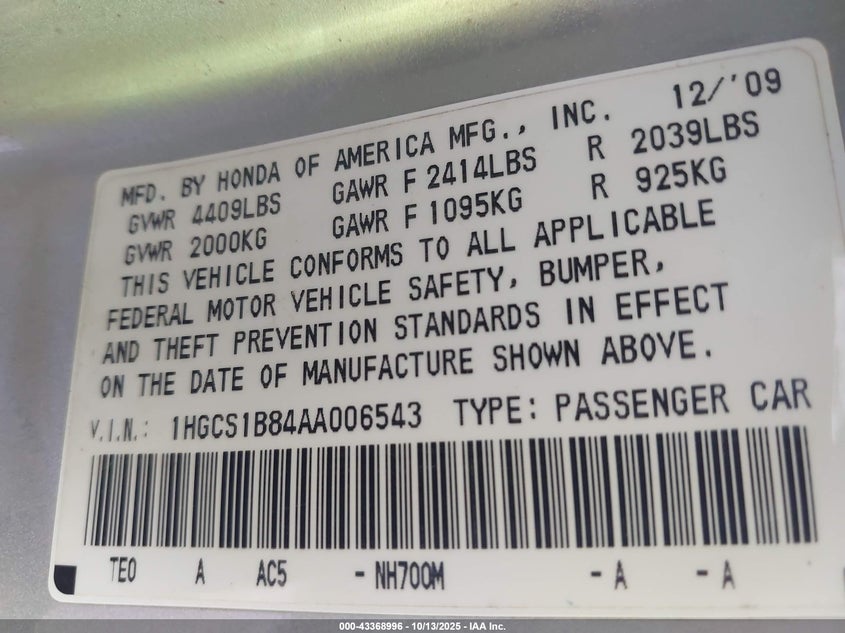 12/'09
MFD. BY HONDA OF AMERICA MFG., INC.
GVWR 4409LBS GAWR F 2414LBS R 2039LBS
GVWR 2000KG GAWR F 1095KG R 925KG
THIS VEHICLE CONFORMS TO ALL APPLICABLE
FEDERAL MOTOR VEHICLE SAFETY, BUMPER,
AND THEFT PREVENTION STANDARDS IN EFFECT
ON THE DATE OF MANUFACTURE SHOWN ABOVE.
V.I.N.: 1HGCS1B84AA006543 TYPE: PASSENGER CAR
TE0 A AC5 - NH700M - A - A
000-43368996 - 10/13/2025 - IAA Inc.